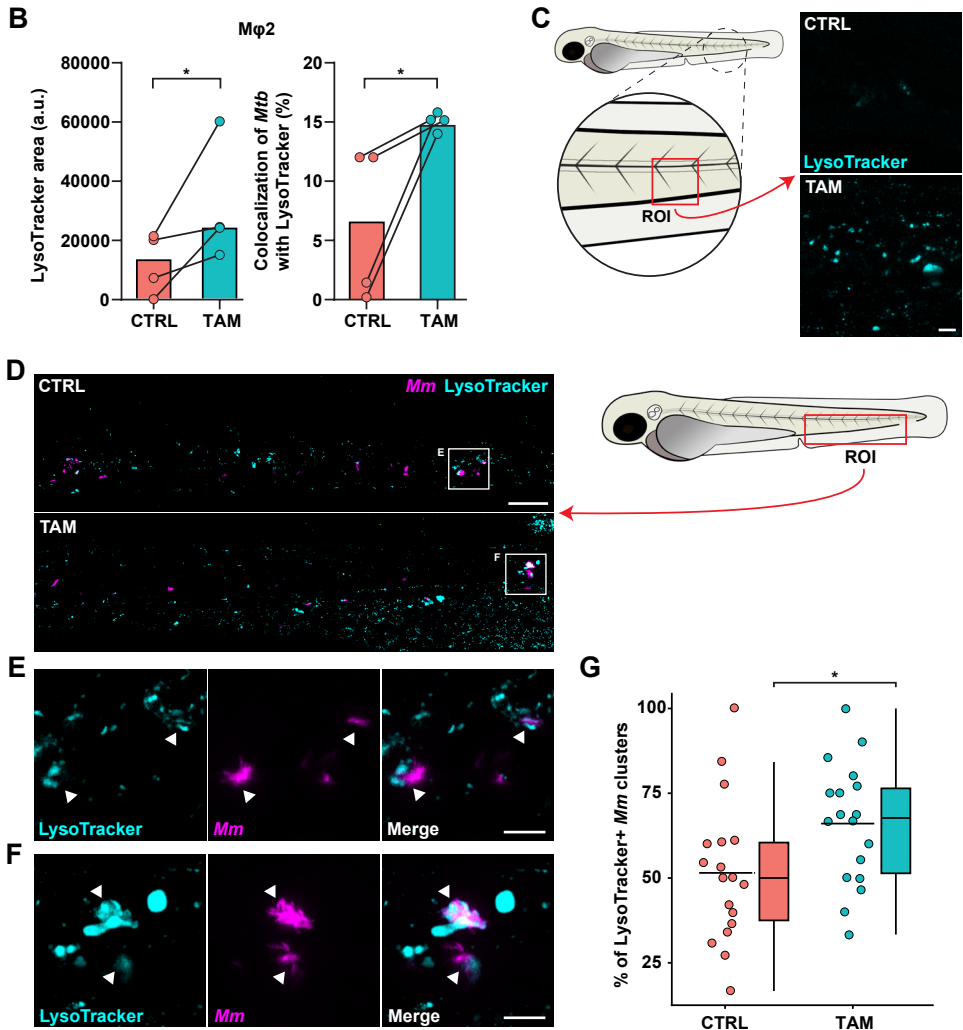 B
Mφ2
LysoTracker area (a.u.)
80000
60000
40000
20000
0
CTRL
TAM
*
Colocalization of Mtb
with LysoTracker (%)
20
15
10
5
0
CTRL
TAM
*
C
ROI
CTRL
LysoTracker
TAM
D
CTRL
Mm LysoTracker
E
TAM
F
ROI
E
LysoTracker
Mm
Merge
F
LysoTracker
Mm
Merge
G
% of LysoTracker+ Mm clusters
100
75
50
25
*
CTRL
TAM